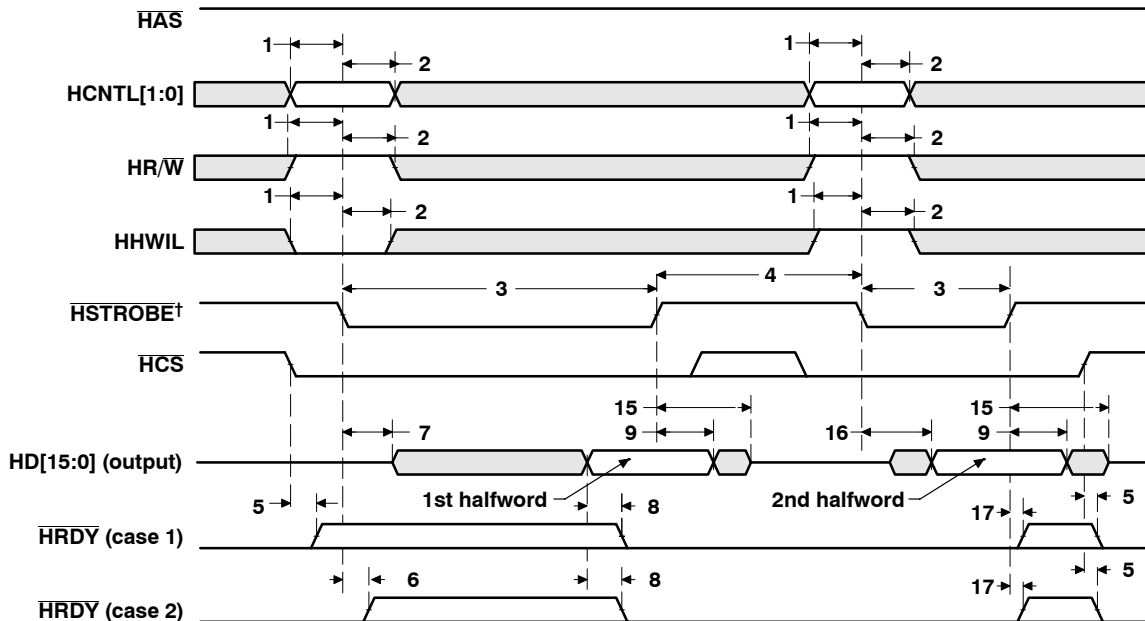 HAS
1
1
2
2
HCNTL[1:0]
1
1
2
2
HR/W
1
1
2
2
HHWIL
4
3
3
HSTROBE†
HCS
15
15
7
9
16
9
HD[15:0] (output)
1st halfword
2nd halfword
5
8
17
5
HRDY (case 1)
6
8
17
5
HRDY (case 2)